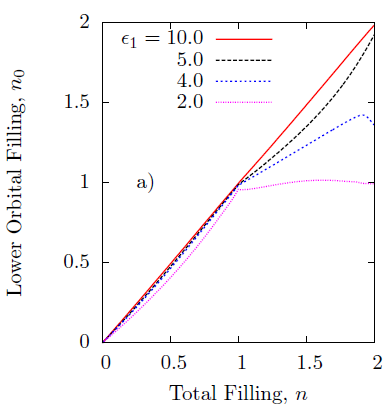 2
ϵ₁ = 10.0
5.0
4.0
2.0
1.5
1
a)
0.5
0
0 0.5 1 1.5 2
Lower Orbital Filling, n₀
Total Filling, n